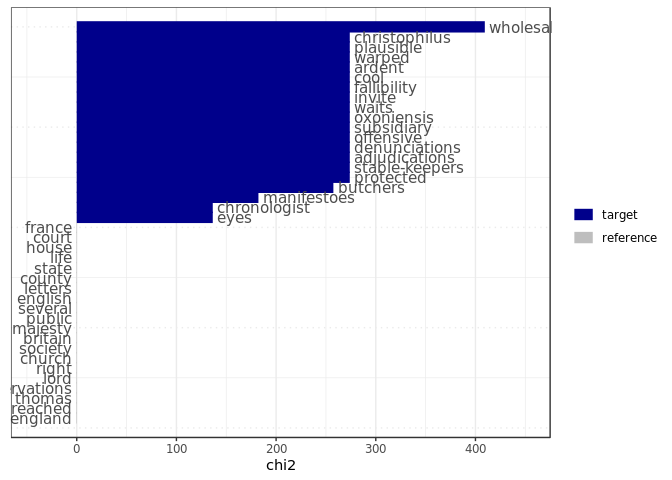 wholesal
christophilus
plausible
warped
ardent
cool
fallibility
invite
waits
oxoniensis
subsidiary
offensive
denunciations
adjudications
stable-keepers
protected
butchers
manifestoes
chronologist
eyes
france
court
house
life
state
county
letters
english
several
public
majesty
britain
society
church
right
lord
rvations
thomas
reached
england
target
reference
0 100 200 300 400
chi2